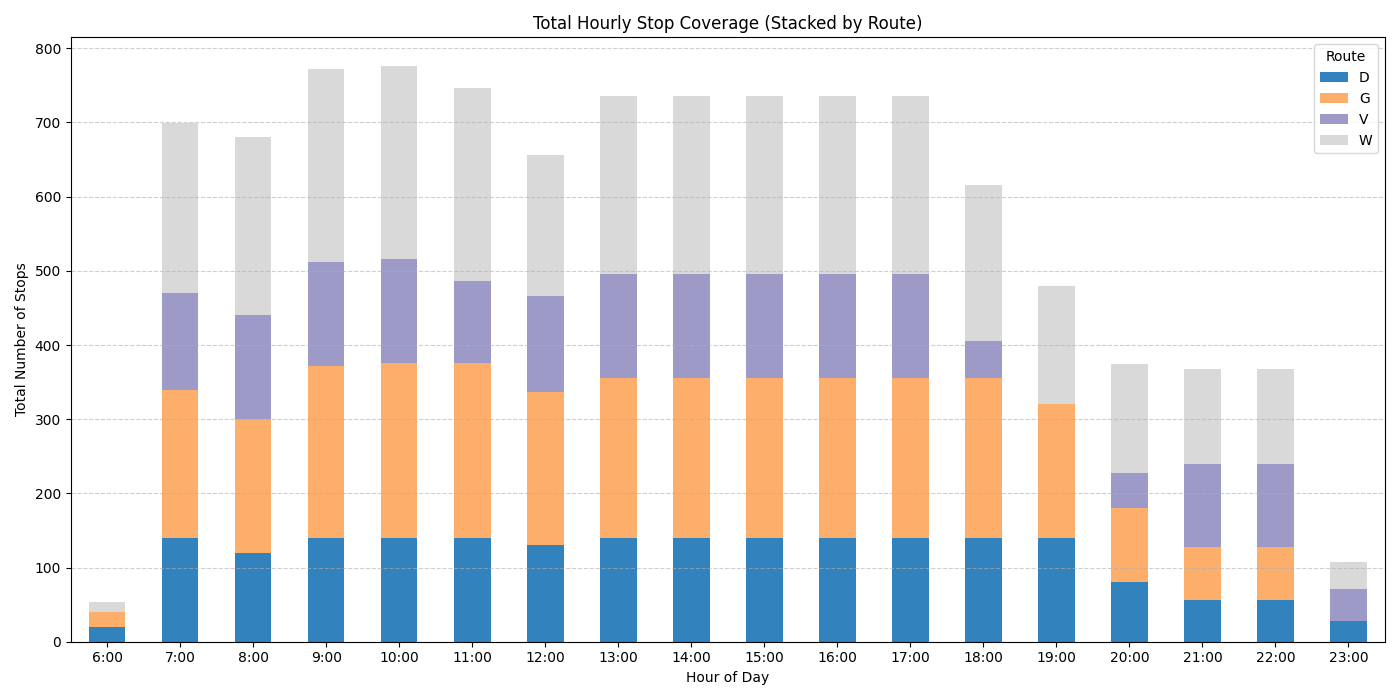 Total Hourly Stop Coverage (Stacked by Route)
Total Number of Stops
800
700
600
500
400
300
200
100
0
Route
D
G
V
W
6:00 7:00 8:00 9:00 10:00 11:00 12:00 13:00 14:00 15:00 16:00 17:00 18:00 19:00 20:00 21:00 22:00 23:00
Hour of Day